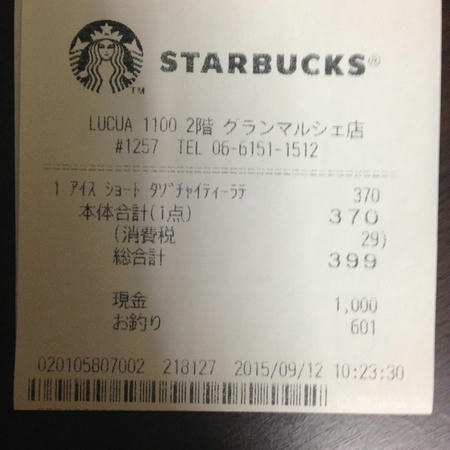 STARBUCKS®
TM
LUCUA 1100 2階 グランマルシェ店
#1257 TEL 06-6151-1512
1 アイス ショート タゾチャイティーラテ 370
本体合計(1点) 370
(消費税 29)
総合計 399
現金 1,000
お釣り 601
020105807002 218127 2015/09/12 10:23:30